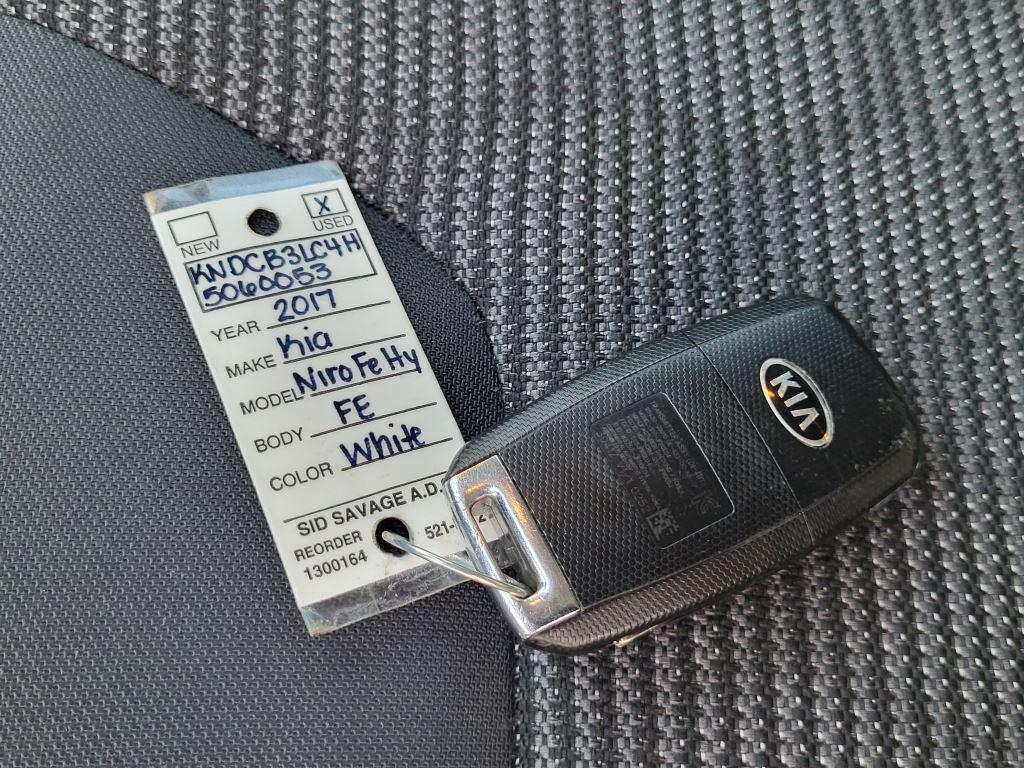 X
NEW USED
KNDCB3LC4H
5060053
YEAR 2017
MAKE Kia
MODEL Niro Fe Hy
BODY FE
COLOR White
SID SAVAGE A.D.
REORDER 521-
1300164
KIA